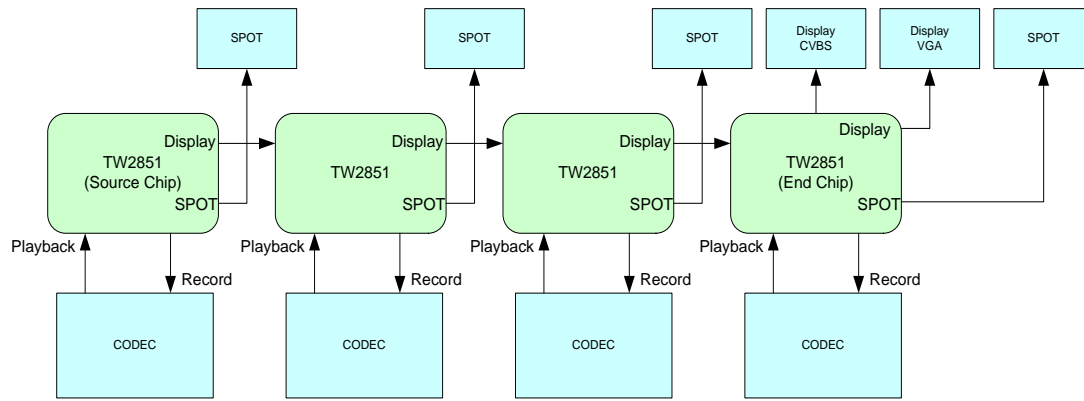 SPOT
SPOT
SPOT
Display
CVBS
Display
VGA
SPOT
Display
TW2851
(Source Chip)
SPOT
Display
TW2851
SPOT
Display
TW2851
SPOT
Display
TW2851
(End Chip)
SPOT
Playback
Record
Playback
Record
Playback
Record
Playback
Record
CODEC
CODEC
CODEC
CODEC